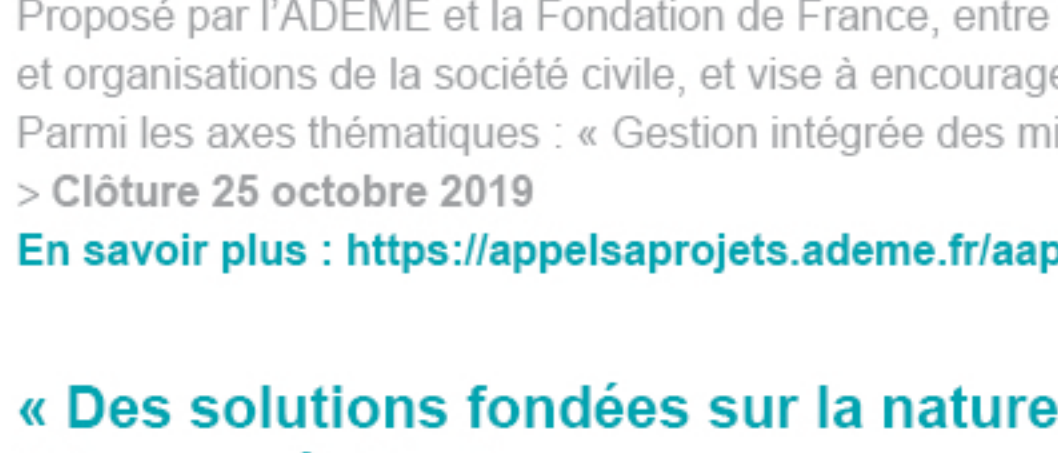 Proposé par l'ADEME et la Fondation de France, entre
et organisations de la société civile, et vise à encourage
Parmi les axes thématiques : « Gestion intégrée des mi
> Clôture 25 octobre 2019
En savoir plus : https://appelsaprojets.ademe.fr/aap
« Des solutions fondées sur la nature